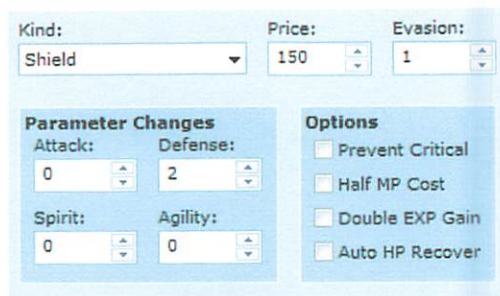 Kind: Price: Evasion:
Shield 150 1
Parameter Changes
Attack: Defense:
0 2
Spirit: Agility:
0 0
Options
Prevent Critical
Half MP Cost
Double EXP Gain
Auto HP Recover